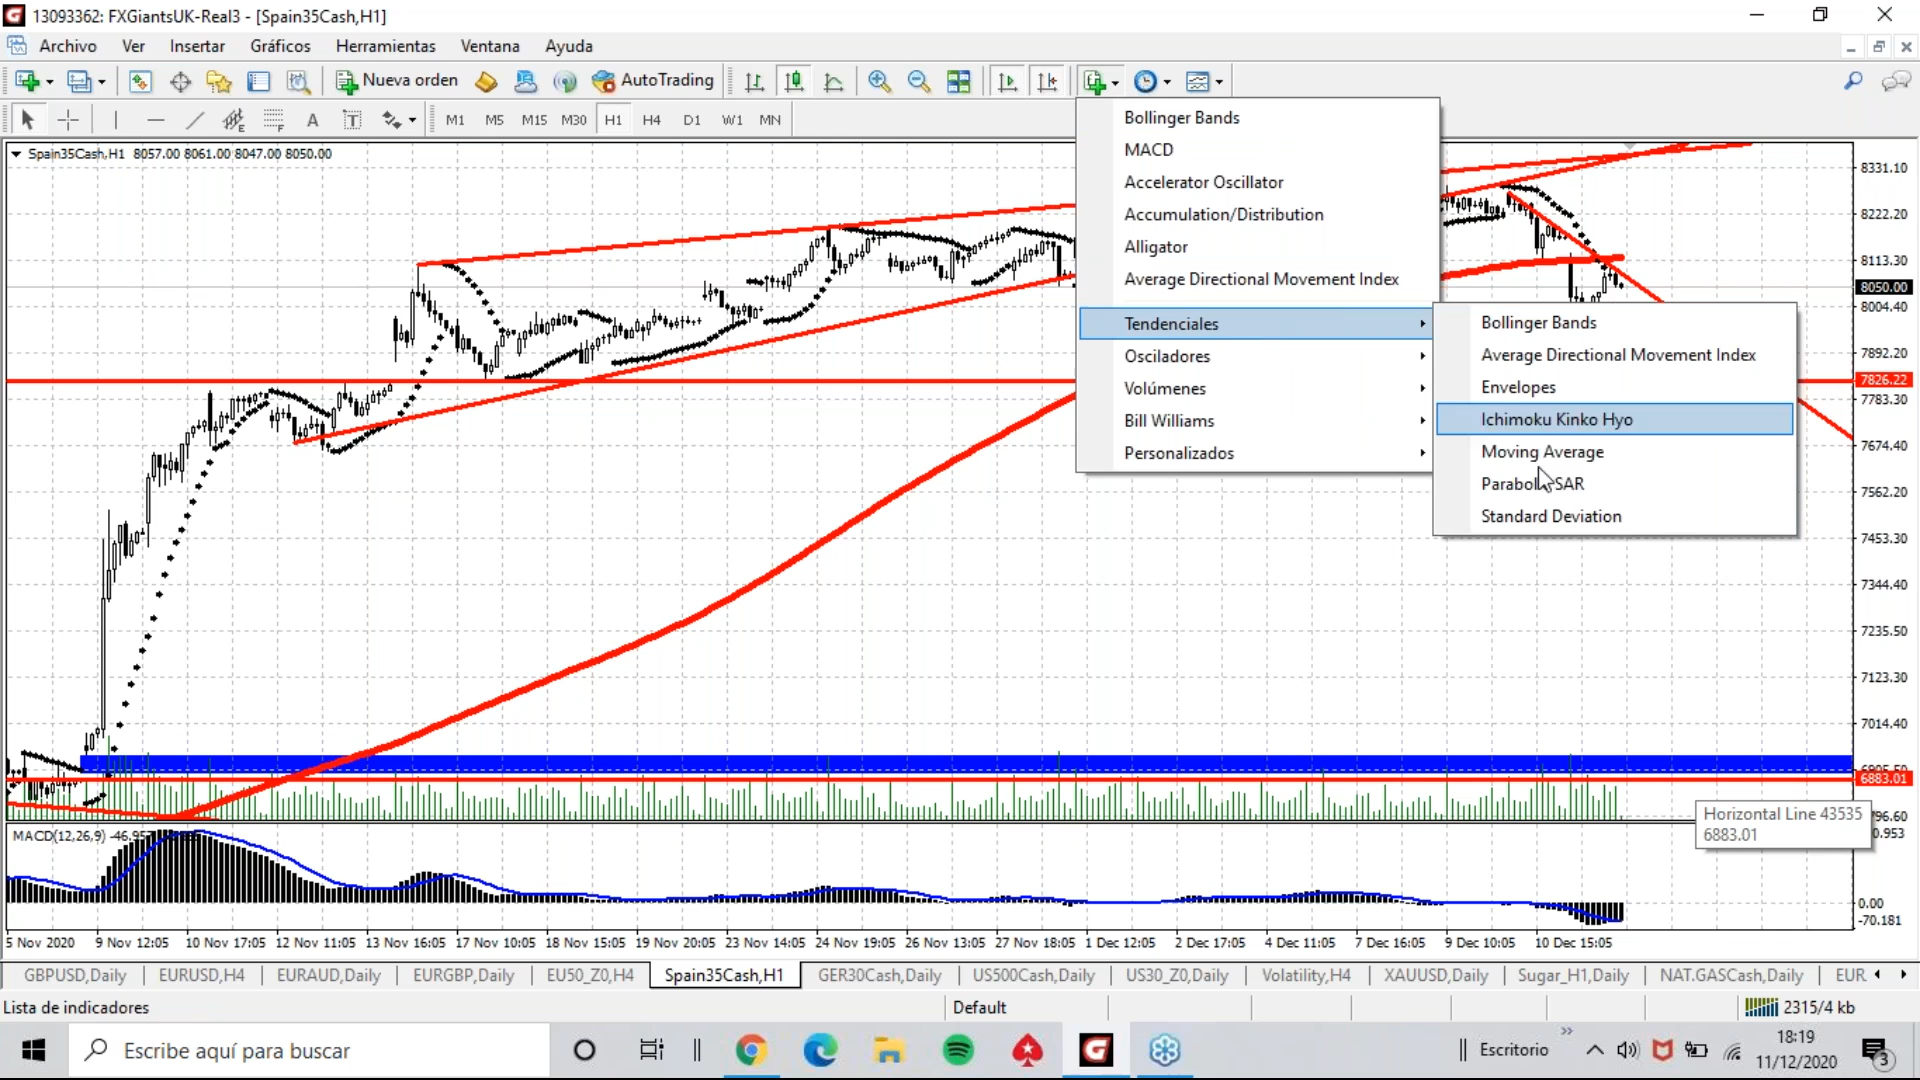 13093362: FXGiantsUK-Real3 - [Spain35Cash,H1]
Archivo Ver Insertar Gráficos Herramientas Ventana Ayuda
Nueva orden AutoTrading
A T M1 M5 M15 M30 H1 H4 D1 W1 MN
Spain35Cash,H1 8057.00 8061.00 8047.00 8050.00
Bollinger Bands
MACD
Accelerator Oscillator
Accumulation/Distribution
Alligator
Average Directional Movement Index
Tendenciales
Osciladores
Volúmenes
Bill Williams
Personalizados
Bollinger Bands
Average Directional Movement Index
Envelopes
Ichimoku Kinko Hyo
Moving Average
Parabolic SAR
Standard Deviation
8331.10
8222.20
8113.30
8050.00
8004.40
7892.20
7826.22
7783.30
7674.40
7562.20
7453.30
7344.40
7235.50
7123.30
7014.40
6883.01
Horizontal Line 43535
6883.01
MACD(12,26,9)
0.00
-70.181
5 Nov 2020 9 Nov 12:05 10 Nov 17:05 12 Nov 11:05 13 Nov 16:05 17 Nov 10:05 18 Nov 15:05 19 Nov 20:05 23 Nov 14:05 24 Nov 19:05 26 Nov 13:05 27 Nov 18:05 1 Dec 12:05 2 Dec 17:05 4 Dec 11:05 7 Dec 16:05 9 Dec 10:05 10 Dec 15:05
GBPUSD,Daily EURUSD,H4 EURAUD,Daily EURGBP,Daily EU50_Z0,H4 Spain35Cash,H1 GER30Cash,Daily US500Cash,Daily US30_Z0,Daily Volatility,H4 XAUUSD,Daily Sugar_H1,Daily NAT.GASCash,Daily EUR
Lista de indicadores Default 2315/4 kb
Escribe aquí para buscar Escritorio 18:19
11/12/2020 3